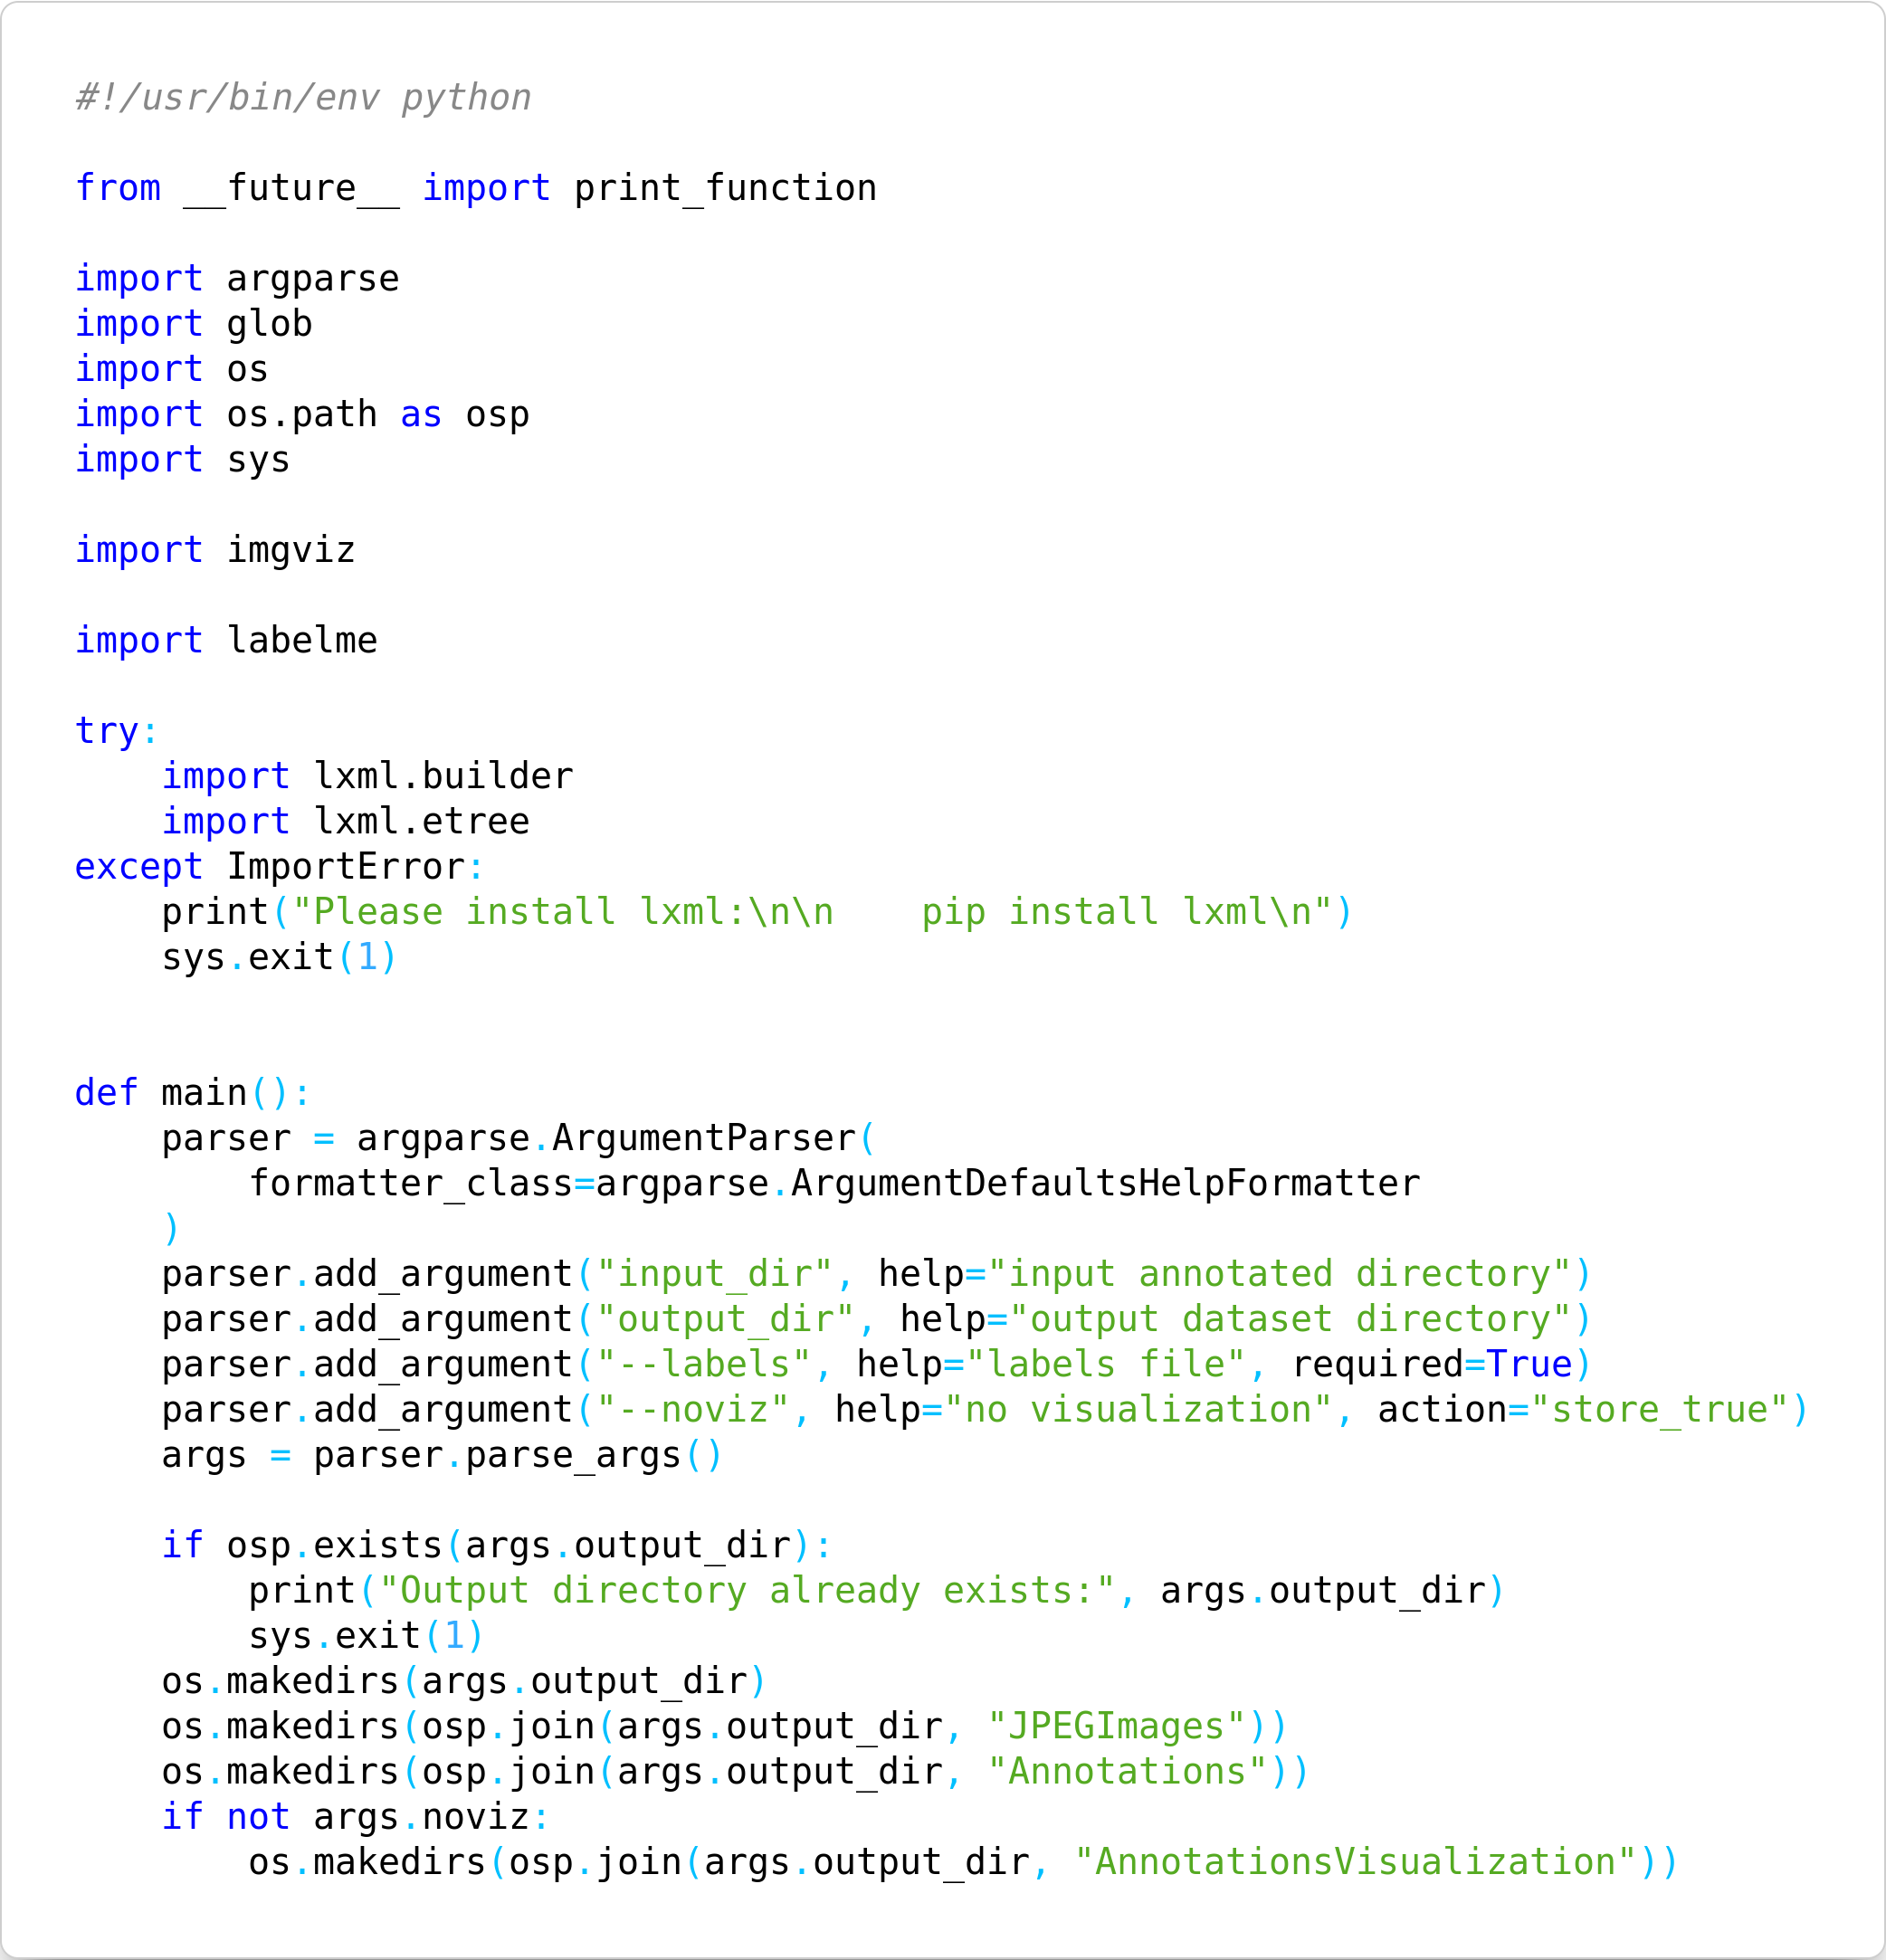 #!/usr/bin/env python

from __future__ import print_function

import argparse
import glob
import os
import os.path as osp
import sys

import imgviz

import labelme

try:
    import lxml.builder
    import lxml.etree
except ImportError:
    print("Please install lxml:\n\n    pip install lxml\n")
    sys.exit(1)


def main():
    parser = argparse.ArgumentParser(
        formatter_class=argparse.ArgumentDefaultsHelpFormatter
    )
    parser.add_argument("input_dir", help="input annotated directory")
    parser.add_argument("output_dir", help="output dataset directory")
    parser.add_argument("--labels", help="labels file", required=True)
    parser.add_argument("--noviz", help="no visualization", action="store_true")
    args = parser.parse_args()

    if osp.exists(args.output_dir):
        print("Output directory already exists:", args.output_dir)
        sys.exit(1)
    os.makedirs(args.output_dir)
    os.makedirs(osp.join(args.output_dir, "JPEGImages"))
    os.makedirs(osp.join(args.output_dir, "Annotations"))
    if not args.noviz:
        os.makedirs(osp.join(args.output_dir, "AnnotationsVisualization"))